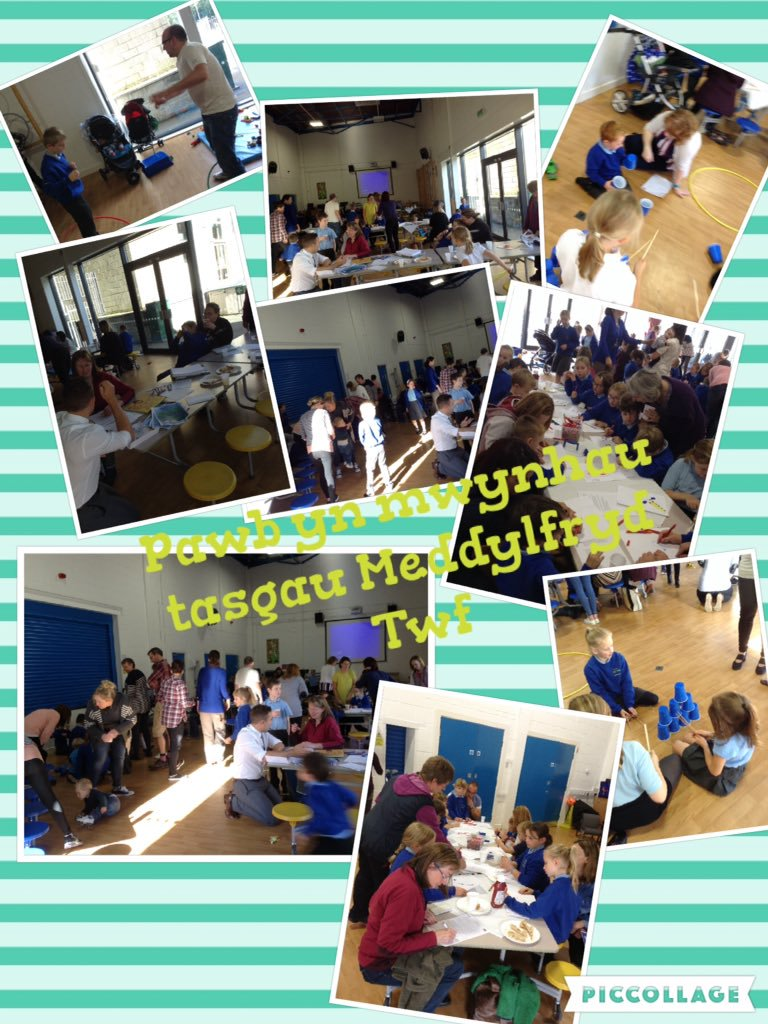 Pawb yn mwynhau
tasgau Meddylfryd
Twf
PICCOLLAGE